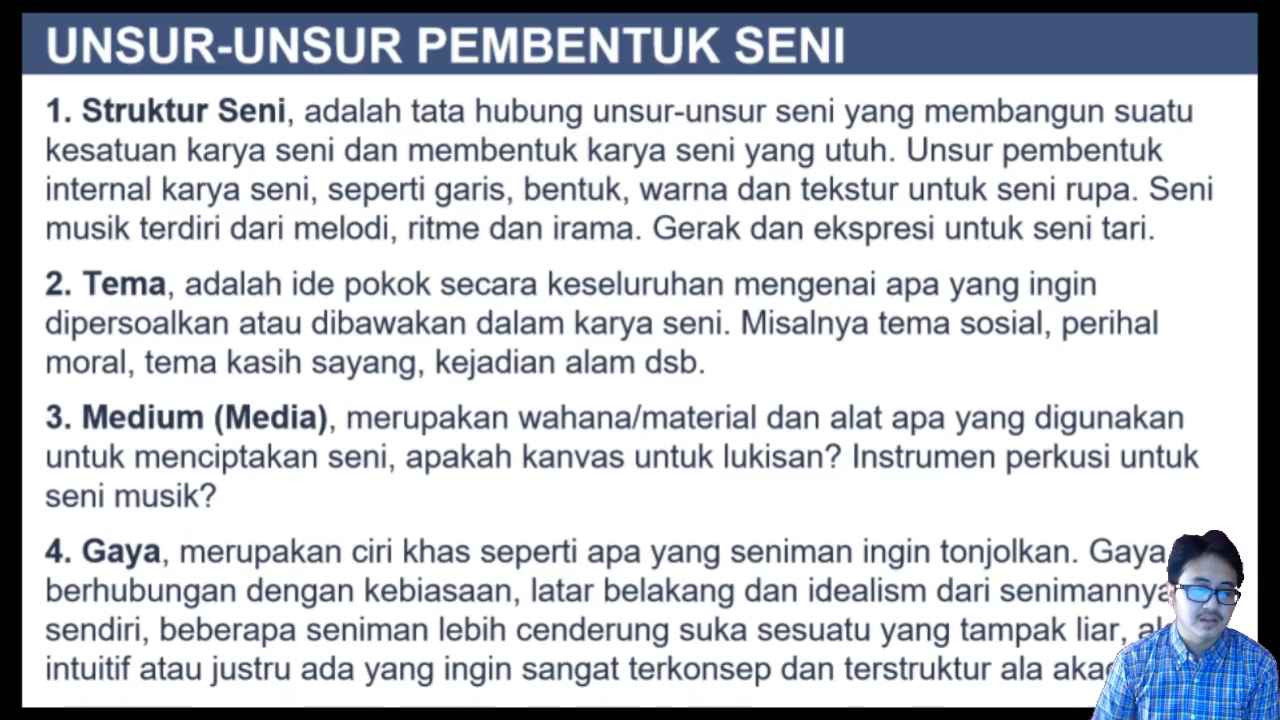 UNSUR-UNSUR PEMBENTUK SENI
1. Struktur Seni, adalah tata hubung unsur-unsur seni yang membangun suatu
kesatuan karya seni dan membentuk karya seni yang utuh. Unsur pembentuk
internal karya seni, seperti garis, bentuk, warna dan tekstur untuk seni rupa. Seni
musik terdiri dari melodi, ritme dan irama. Gerak dan ekspresi untuk seni tari.
2. Tema, adalah ide pokok secara keseluruhan mengenai apa yang ingin
dipersoalkan atau dibawakan dalam karya seni. Misalnya tema sosial, perihal
moral, tema kasih sayang, kejadian alam dsb.
3. Medium (Media), merupakan wahana/material dan alat apa yang digunakan
untuk menciptakan seni, apakah kanvas untuk lukisan? Instrumen perkusi untuk
seni musik?
4. Gaya, merupakan ciri khas seperti apa yang seniman ingin tonjolkan. Gaya
berhubungan dengan kebiasaan, latar belakang dan idealism dari senimannya
sendiri, beberapa seniman lebih cenderung suka sesuatu yang tampak liar,
intuitif atau justru ada yang ingin sangat terkonsep dan terstruktur ala